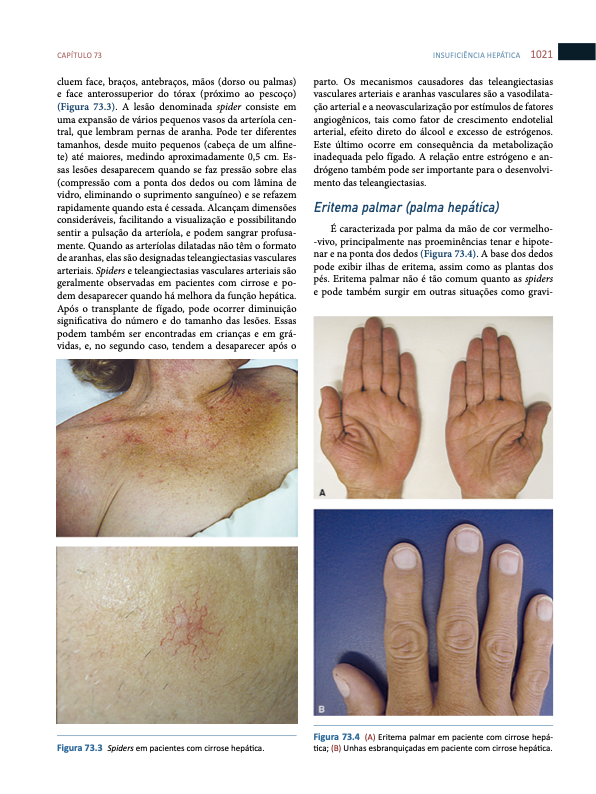 CAPÍTULO 73
INSUFICIÊNCIA HEPÁTICA 1021
cluem face, braços, antebraços, mãos (dorso ou palmas)
e face anterossuperior do tórax (próximo ao pescoço)
(Figura 73.3). A lesão denominada spider consiste em
uma expansão de vários pequenos vasos da arteríola cen-
tral, que lembram pernas de aranha. Pode ter diferentes
tamanhos, desde muito pequenos (cabeça de um alfine-
te) até maiores, medindo aproximadamente 0,5 cm. Es-
sas lesões desaparecem quando se faz pressão sobre elas
(compressão com a ponta dos dedos ou com lâmina de
vidro, eliminando o suprimento sanguíneo) e se refazem
rapidamente quando esta é cessada. Alcançam dimensões
consideráveis, facilitando a visualização e possibilitando
sentir a pulsação da arteríola, e podem sangrar profusa-
mente. Quando as arteríolas dilatadas não têm o formato
de aranhas, elas são designadas teleangiectasias vasculares
arteriais. Spiders e teleangiectasias vasculares arteriais são
geralmente observadas em pacientes com cirrose e po-
dem desaparecer quando há melhora da função hepática.
Após o transplante de fígado, pode ocorrer diminuição
significativa do número e do tamanho das lesões. Essas
podem também ser encontradas em crianças e em grá-
vidas, e, no segundo caso, tendem a desaparecer após o
Figura 73.3 Spiders em pacientes com cirrose hepática.
parto. Os mecanismos causadores das teleangiectasias
vasculares arteriais e aranhas vasculares são a vasodilata-
ção arterial e a neovascularização por estímulos de fatores
angiogênicos, tais como fator de crescimento endotelial
arterial, efeito direto do álcool e excesso de estrógenos.
Este último ocorre em consequência da metabolização
inadequada pelo fígado. A relação entre estrógeno e an-
drógeno também pode ser importante para o desenvolvi-
mento das teleangiectasias.
Eritema palmar (palma hepática)
É caracterizada por palma da mão de cor vermelho-
-vivo, principalmente nas proeminências tenar e hipote-
nar e na ponta dos dedos (Figura 73.4). A base dos dedos
pode exibir ilhas de eritema, assim como as plantas dos
pés. Eritema palmar não é tão comum quanto as spiders
e pode também surgir em outras situações como gravi-
A
B
Figura 73.4 (A) Eritema palmar em paciente com cirrose hepá-
tica; (B) Unhas esbranquiçadas em paciente com cirrose hepática.